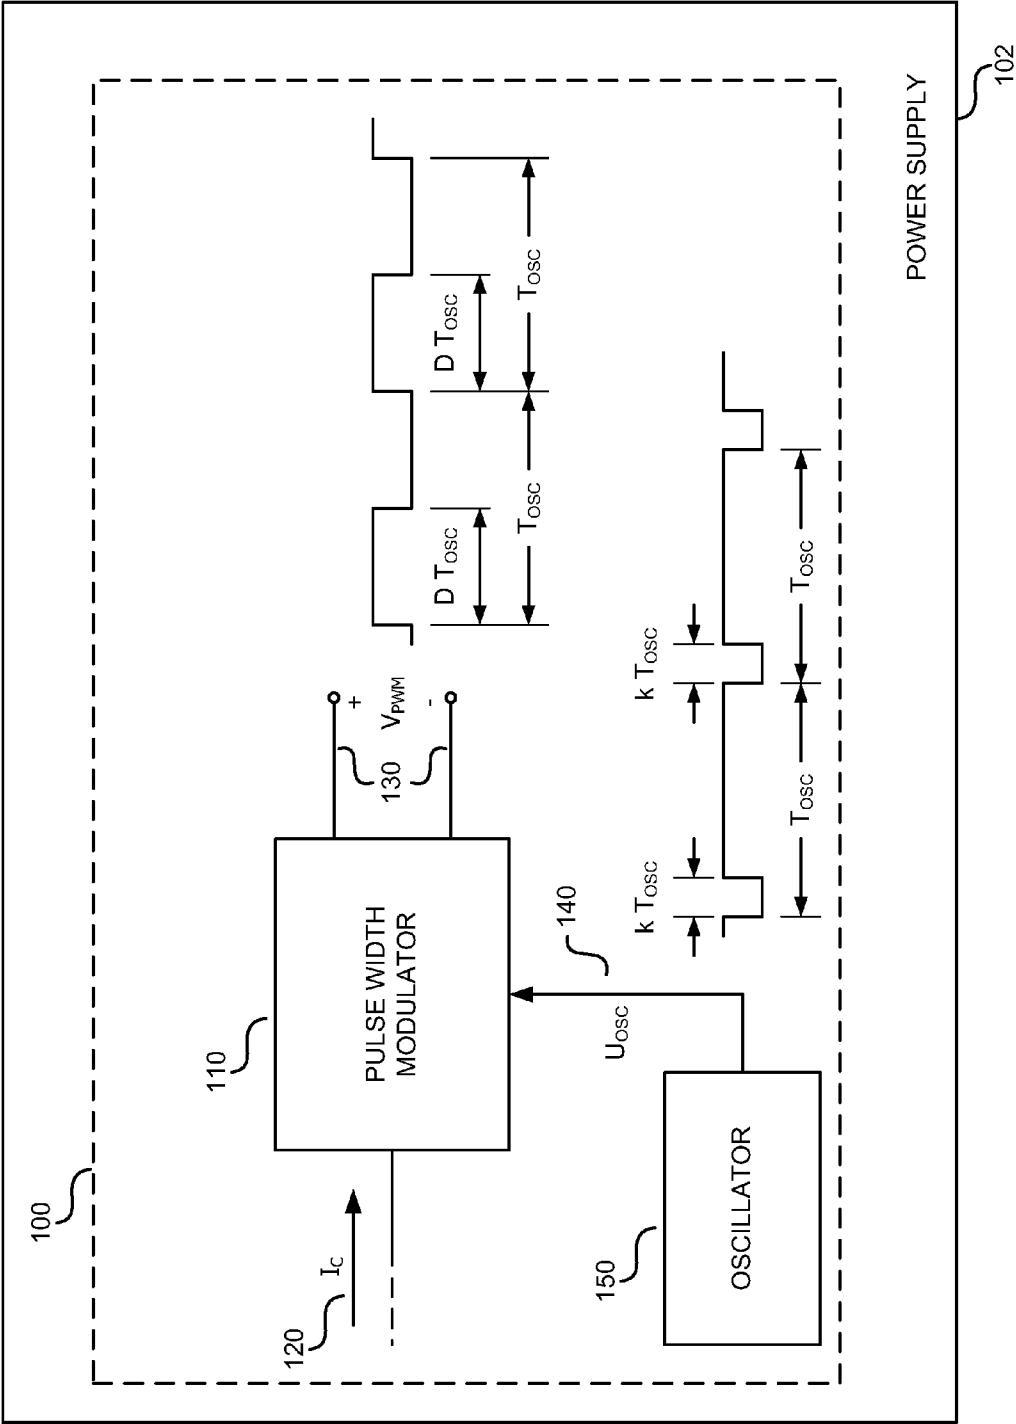 100
120
I_C
110
PULSE WIDTH
MODULATOR
130
+
V_PWM
-
D T_OSC
D T_OSC
T_OSC
T_OSC
140
U_OSC
150
OSCILLATOR
k T_OSC
k T_OSC
T_OSC
T_OSC
POWER SUPPLY
102